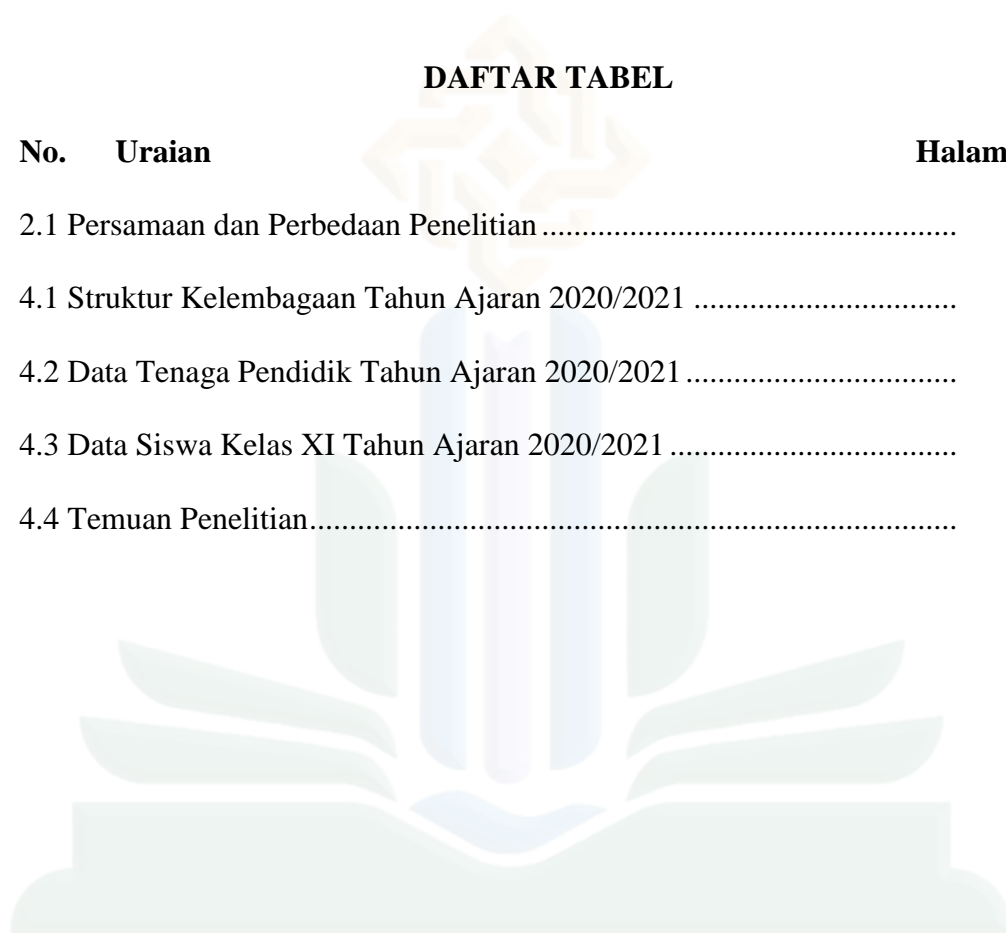 DAFTAR TABEL
No. Uraian Halam
2.1 Persamaan dan Perbedaan Penelitian ....................................................
4.1 Struktur Kelembagaan Tahun Ajaran 2020/2021 .................................
4.2 Data Tenaga Pendidik Tahun Ajaran 2020/2021 ..................................
4.3 Data Siswa Kelas XI Tahun Ajaran 2020/2021 ....................................
4.4 Temuan Penelitian.................................................................................